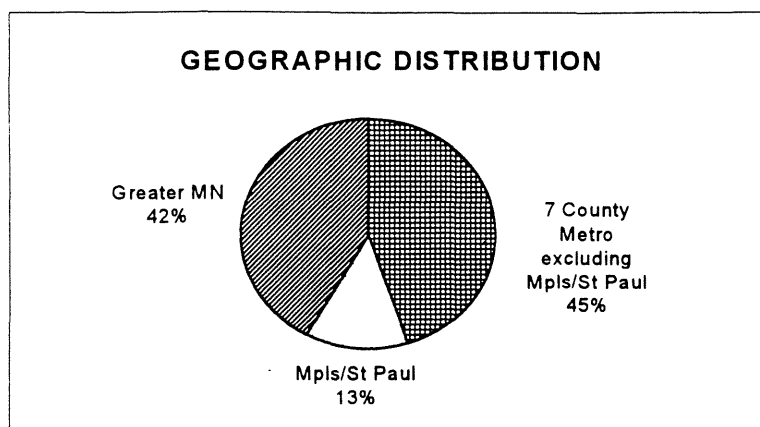 GEOGRAPHIC DISTRIBUTION
Greater MN
42%
7 County
Metro
excluding
Mpls/St Paul
45%
Mpls/St Paul
13%